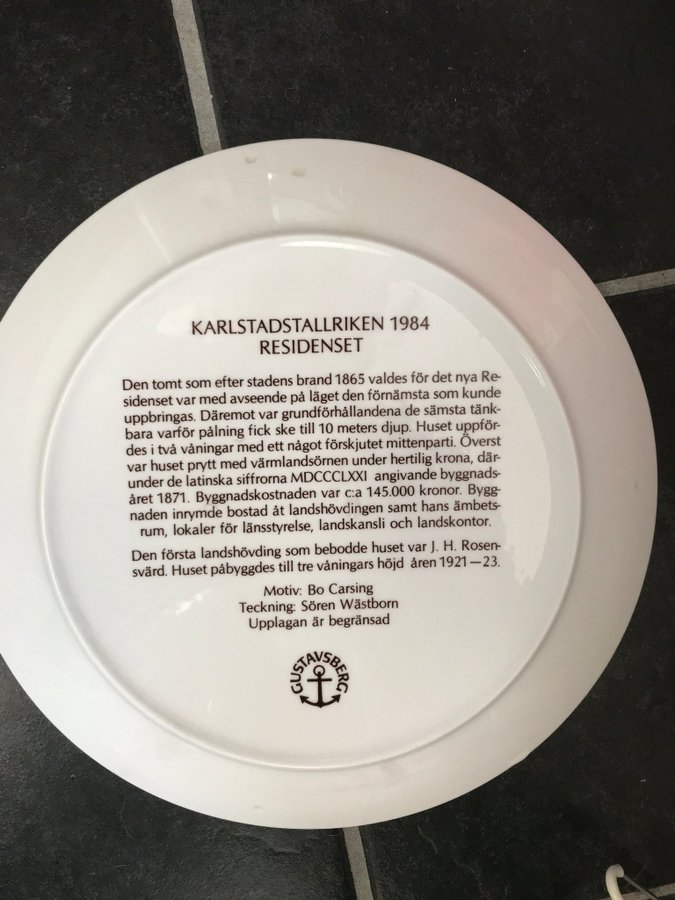 KARLSTADSTALLRIKEN 1984
RESIDENSET
Den tomt som efter stadens brand 1865 valdes för det nya Re-
sidenset var med avseende på läget den förnämsta som kunde
uppbringas. Däremot var grundförhållandena de sämsta tänk-
bara varför pålning fick ske till 10 meters djup. Huset uppför-
des i två våningar med ett något förskjutet mittenparti. Överst
var huset prytt med värmlandsörnen under hertilig krona, där-
under de latinska siffrorna MDCCCLXXI angivande byggnads-
året 1871. Byggnadskostnaden var c:a 145.000 kronor. Bygg-
naden inrymde bostad åt landshövdingen samt hans ämbets-
rum, lokaler för länsstyrelse, landskansli och landskontor.
Den första landshövding som bebodde huset var J. H. Rosen-
svärd. Huset påbyggdes till tre våningars höjd åren 1921—23.
Motiv: Bo Carsing
Teckning: Sören Wästborn
Upplagan är begränsad
GUSTAVSBERG